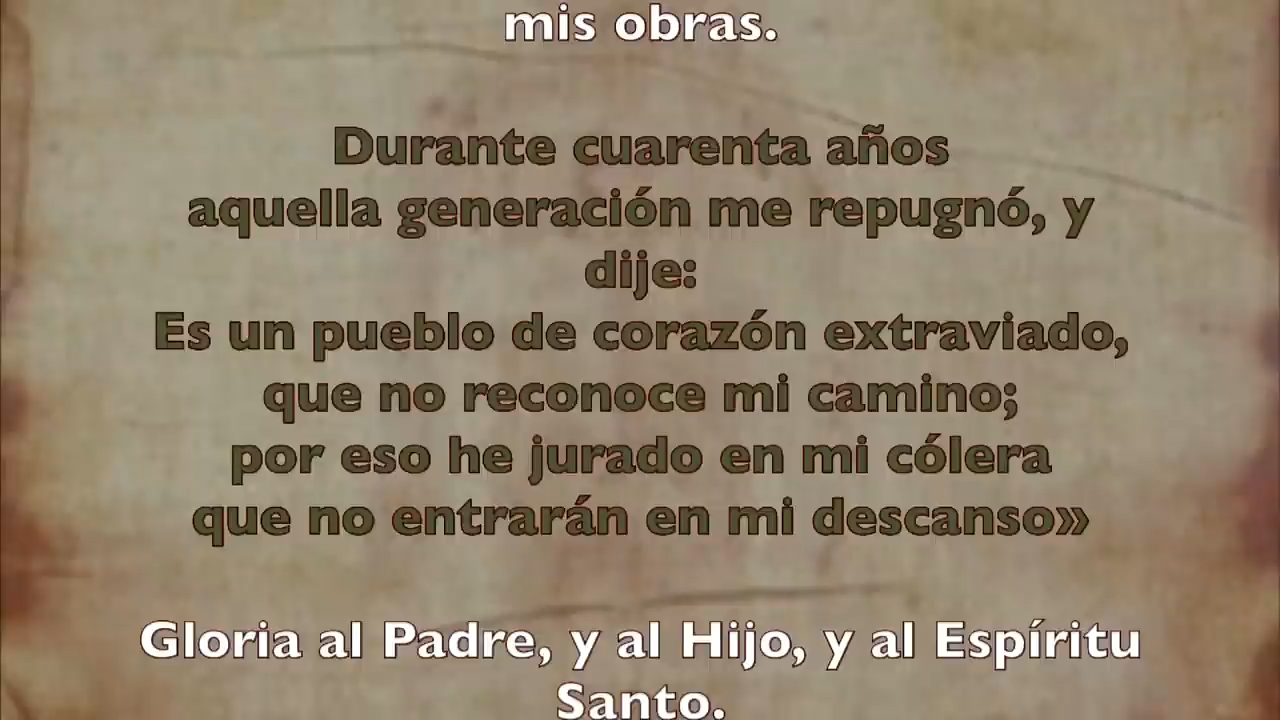 mis obras.
Durante cuarenta años
aquella generación me repugnó, y
dije:
Es un pueblo de corazón extraviado,
que no reconoce mi camino;
por eso he jurado en mi cólera
que no entrarán en mi descanso»
Gloria al Padre, y al Hijo, y al Espíritu
Santo.